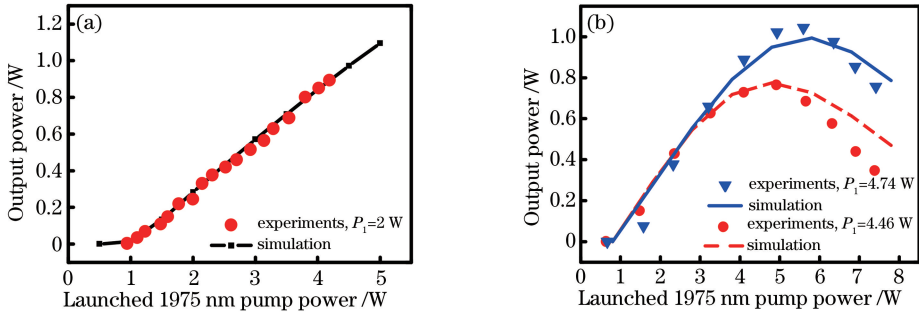 (a)
1.2
1.0
0.8
0.6
0.4
0.2
0
Output power /W
experiments, P₁=2 W
simulation
0 1 2 3 4 5
Launched 1975 nm pump power /W
(b)
1.0
0.8
0.6
0.4
0.2
0
Output power /W
experiments, P₁=4.74 W
simulation
experiments, P₁=4.46 W
simulation
0 1 2 3 4 5 6 7 8
Launched 1975 nm pump power /W